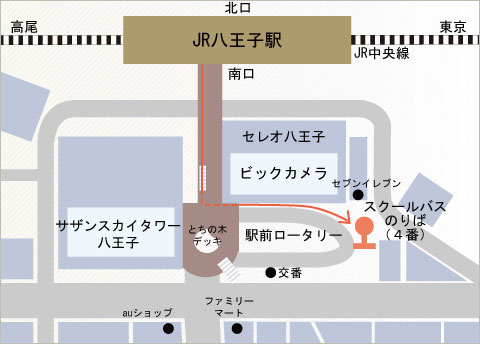 北口
高尾
東京
JR八王子駅
JR中央線
南口
セレオ八王子
ビックカメラ
セブンイレブン
スクールバス
のりば
（4番）
サザンスカイタワー
八王子
とちの木
デッキ
駅前ロータリー
交番
auショップ
ファミリー
マート